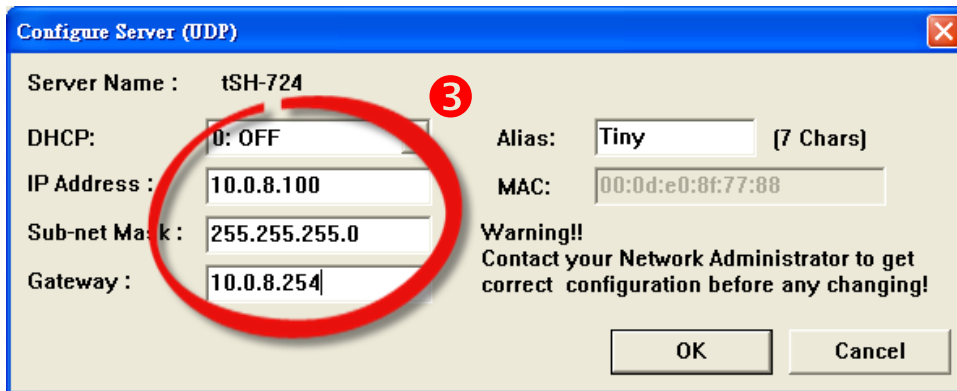 Configure Server (UDP)
Server Name : tSH-724
3
DHCP: 0: OFF
Alias: Tiny (7 Chars)
IP Address : 10.0.8.100
MAC: 00:0d:e0:8f:77:88
Sub-net Mask : 255.255.255.0
Gateway : 10.0.8.254
Warning!!
Contact your Network Administrator to get
correct configuration before any changing!
OK
Cancel